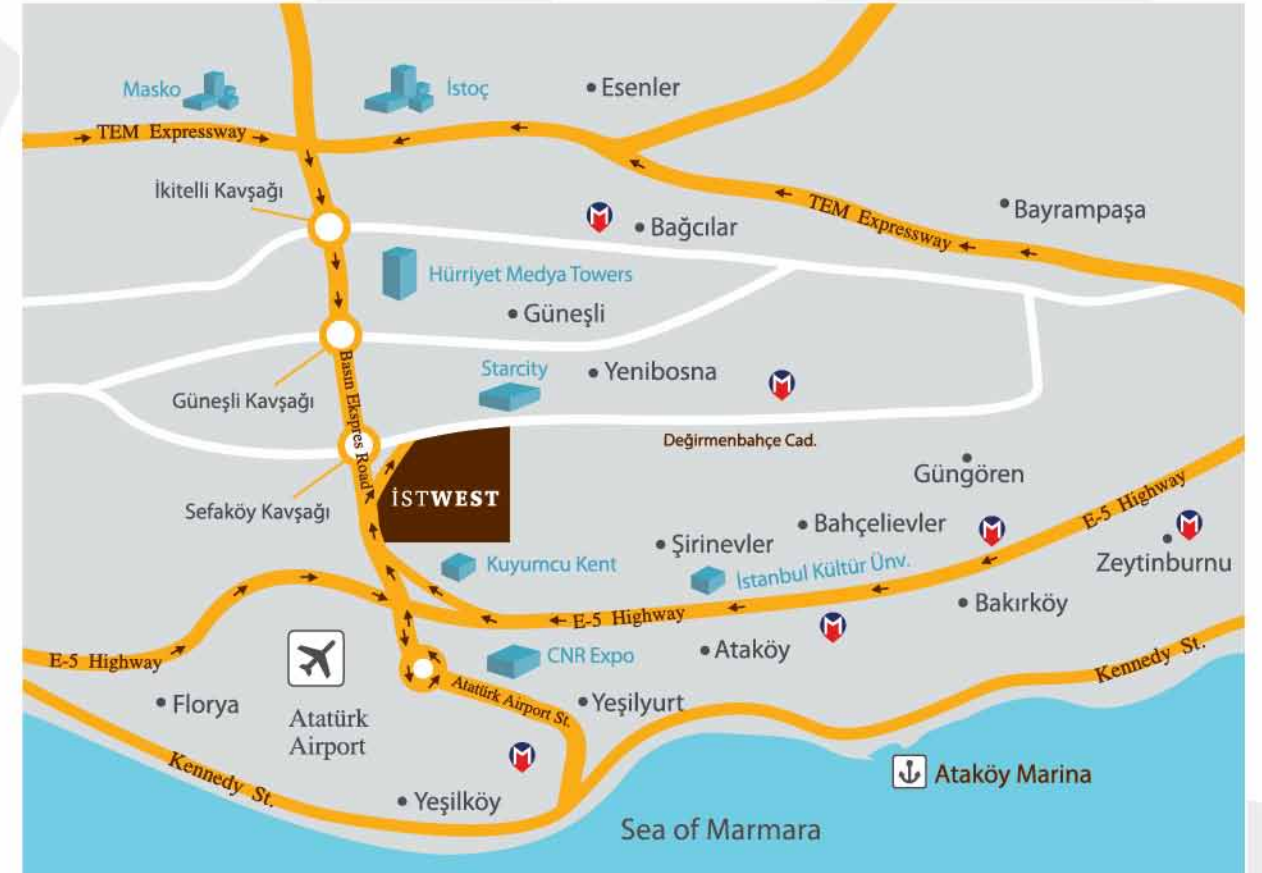 Masko
İstoç
Esenler
TEM Expressway
İkitelli Kavşağı
Bağcılar
TEM Expressway
Bayrampaşa
Hürriyet Medya Towers
Güneşli
Basın Ekspres Road
Starcity
Yenibosna
Güneşli Kavşağı
Değirmenbahçe Cad.
Güngören
İSTWEST
Sefaköy Kavşağı
E-5 Highway
Bahçelievler
Şirinevler
Zeytinburnu
Kuyumcu Kent
İstanbul Kültür Ünv.
Bakırköy
E-5 Highway
E-5 Highway
CNR Expo
Ataköy
Kennedy St.
Florya
Atatürk
Airport
Atatürk Airport St.
Yeşilyurt
Kennedy St.
Yeşilköy
Ataköy Marina
Sea of Marmara
M
M
M
M
M
M